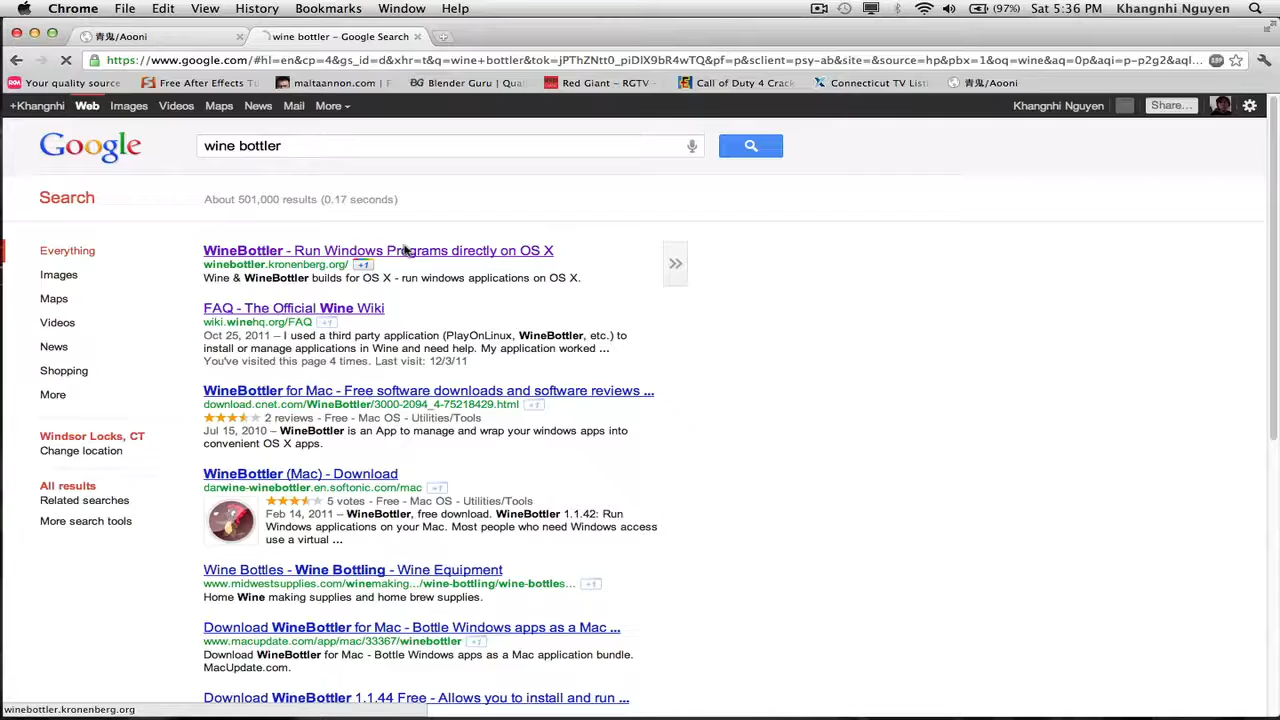 Chrome File Edit View History Bookmarks Window Help (97%) Sat 5:36 PM Khangnhi Nguyen
青鬼/Aooni wine bottler - Google Search
https://www.google.com/#hl=en&cp=4&gs_id=d&xhr=t&q=wine+bottler&tok=jPThZNtt0_piDIX9bR4wTQ&pf=p&sclient=psy-ab&site=&source=hp&pbx=1&oq=wine&aq=0p&aqi=p-p2g2&aql...
Your quality source Free After Effects Tu maltaannon.com | F Blender Guru | Quali Red Giant - RGTV - Call of Duty 4 Crack Connecticut TV Listi 青鬼/Aooni
+Khangnhi Web Images Videos Maps News Mail More Khangnhi Nguyen Share...
Google wine bottler
Search About 501,000 results (0.17 seconds)
Everything
Images
Maps
Videos
News
Shopping
More
Windsor Locks, CT
Change location
All results
Related searches
More search tools
WineBottler - Run Windows Programs directly on OS X
winebottler.kronenberg.org/ +1
Wine & WineBottler builds for OS X - run windows applications on OS X.
FAQ - The Official Wine Wiki
wiki.winehq.org/FAQ +1
Oct 25, 2011 – I used a third party application (PlayOnLinux, WineBottler, etc.) to
install or manage applications in Wine and need help. My application worked ...
You've visited this page 4 times. Last visit: 12/3/11
WineBottler for Mac - Free software downloads and software reviews ...
download.cnet.com/WineBottler/3000-2094_4-75218429.html +1
2 reviews - Free - Mac OS - Utilities/Tools
Jul 15, 2010 – WineBottler is an App to manage and wrap your windows apps into
convenient OS X apps.
WineBottler (Mac) - Download
darwine-winebottler.en.softonic.com/mac +1
5 votes - Free - Mac OS - Utilities/Tools
Feb 14, 2011 – WineBottler, free download. WineBottler 1.1.42: Run
Windows applications on your Mac. Most people who need Windows access
use a virtual ...
Wine Bottles - Wine Bottling - Wine Equipment
www.midwestsupplies.com/winemaking.../wine-bottling/wine-bottles... +1
Home Wine making supplies and home brew supplies.
Download WineBottler for Mac - Bottle Windows apps as a Mac ...
www.macupdate.com/app/mac/33367/winebottler +1
Download WineBottler for Mac - Bottle Windows apps as a Mac application bundle.
MacUpdate.com.
Download WineBottler 1.1.44 Free - Allows you to install and run ...
winebottler.kronenberg.org